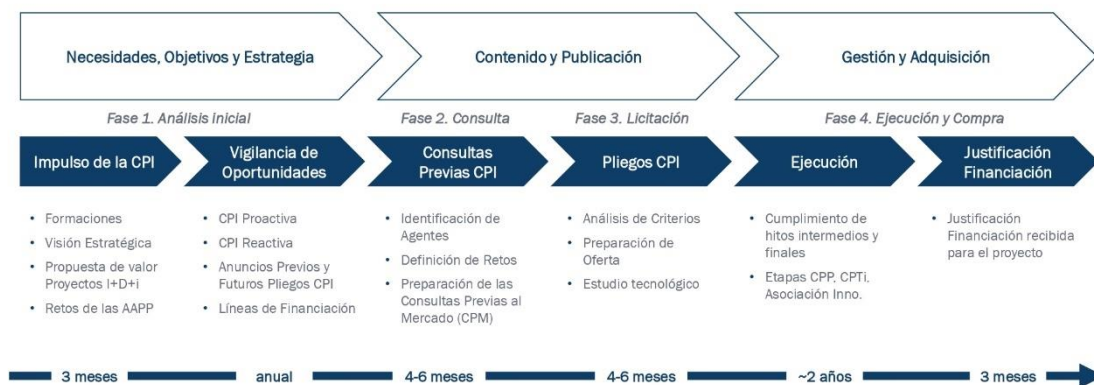 Necesidades, Objetivos y Estrategia
Contenido y Publicación
Gestión y Adquisición
Fase 1. Análisis inicial
Fase 2. Consulta
Fase 3. Licitación
Fase 4. Ejecución y Compra
Impulso de la CPI
Vigilancia de
Oportunidades
Consultas
Previas CPI
Pliegos CPI
Ejecución
Justificación
Financiación
• Formaciones
• Visión Estratégica
• Propuesta de valor
Proyectos I+D+i
• Retos de las AAPP
• CPI Proactiva
• CPI Reactiva
• Anuncios Previos y
Futuros Pliegos CPI
• Líneas de Financiación
• Identificación de
Agentes
• Definición de Retos
• Preparación de las
Consultas Previas al
Mercado (CPM)
• Análisis de Criterios
• Preparación de
Oferta
• Estudio tecnológico
• Cumplimiento de
hitos intermedios y
finales
• Etapas CPP, CPTi,
Asociación Inno.
• Justificación
Financiación recibida
para el proyecto
3 meses
anual
4-6 meses
4-6 meses
~2 años
3 meses